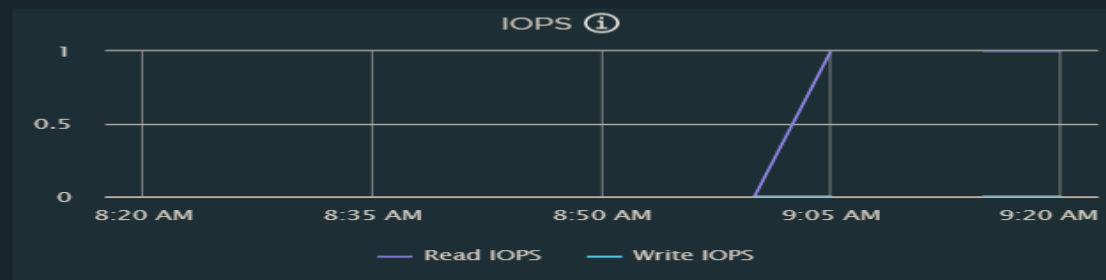 IOPS
1
0.5
0
8:20 AM 8:35 AM 8:50 AM 9:05 AM 9:20 AM
Read IOPS Write IOPS